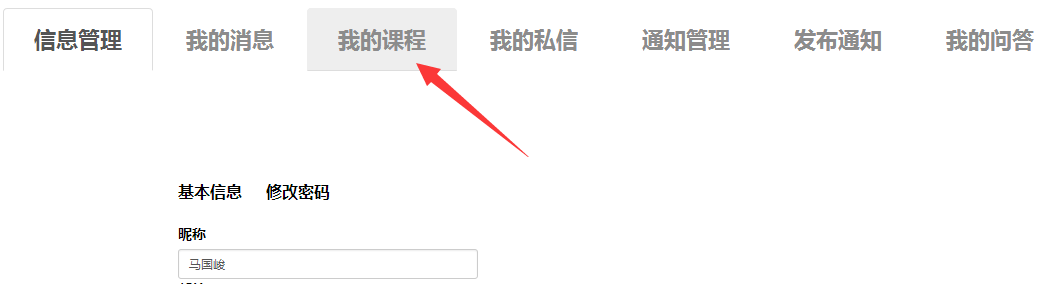 信息管理 我的消息 我的课程 我的私信 通知管理 发布通知 我的问答
基本信息 修改密码
昵称
马国峻